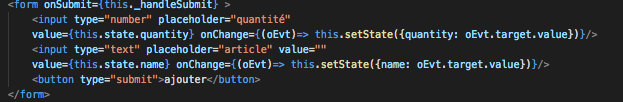 <form onSubmit={this._handleSubmit} >
<input type="number" placeholder="quantité"
value={this.state.quantity} onChange={(oEvt)=> this.setState({quantity: oEvt.target.value})}/>
<input type="text" placeholder="article" value=""
value={this.state.name} onChange={(oEvt)=> this.setState({name: oEvt.target.value})}/>
<button type="submit">ajouter</button>
</form>